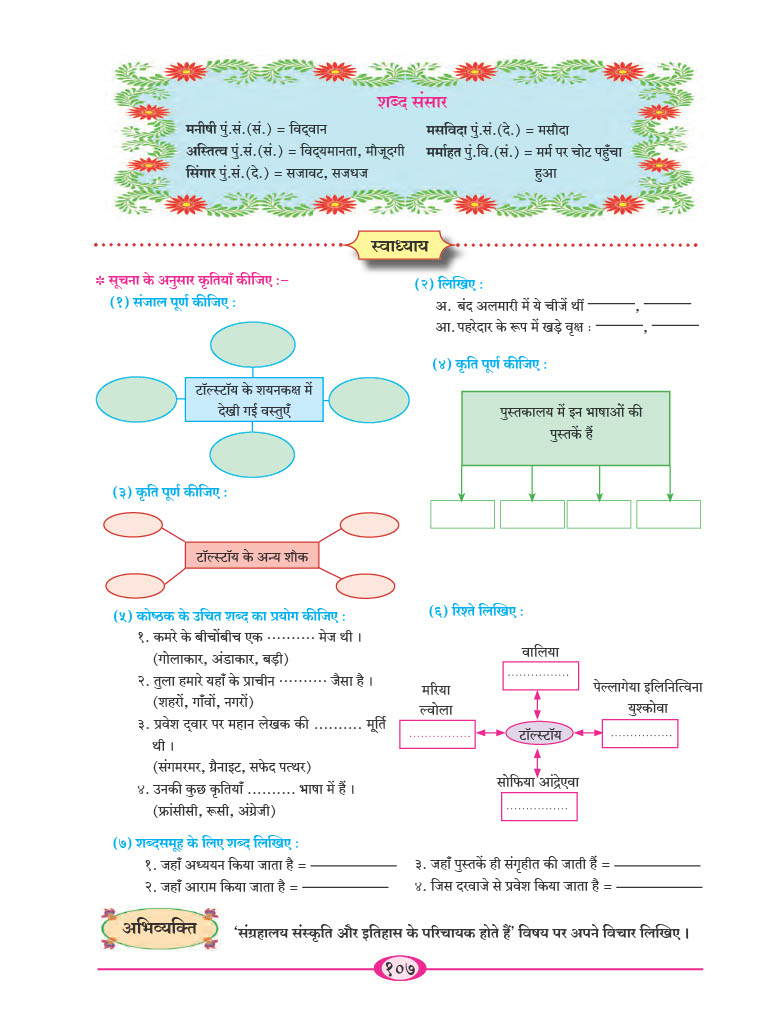 शब्द संसार
मनीषी पुं.सं.(सं.) = विद्वान
अस्तित्व पुं.सं.(सं.) = विद्यमानता, मौजूदगी
सिंगार पुं.सं.(दे.) = सजावट, सजधज
मसविदा पुं.सं.(दे.) = मसौदा
मर्माहत पुं.वि.(सं.) = मर्म पर चोट पहुँचा
हुआ
स्वाध्याय
* सूचना के अनुसार कृतियाँ कीजिए :–
(१) संजाल पूर्ण कीजिए :
टॉल्स्टॉय के शयनकक्ष में
देखी गई वस्तुएँ
(२) लिखिए :
अ. बंद अलमारी में ये चीजें थीं ______, ______
आ. पहरेदार के रूप में खड़े वृक्ष : ______, ______
(३) कृति पूर्ण कीजिए :
टॉल्स्टॉय के अन्य शौक
(४) कृति पूर्ण कीजिए :
पुस्तकालय में इन भाषाओं की
पुस्तकें हैं
(५) कोष्ठक के उचित शब्द का प्रयोग कीजिए :
१. कमरे के बीचोंबीच एक .......... मेज थी ।
(गोलाकार, अंडाकार, बड़ी)
२. तुला हमारे यहाँ के प्राचीन .......... जैसा है ।
(शहरों, गाँवों, नगरों)
३. प्रवेश द्वार पर महान लेखक की .......... मूर्ति
थी ।
(संगमरमर, ग्रैनाइट, सफेद पत्थर)
४. उनकी कुछ कृतियाँ .......... भाषा में हैं ।
(फ्रांसीसी, रूसी, अंग्रेजी)
(६) रिश्ते लिखिए :
वालिया
................
मरिया
ल्वोला
................
टॉल्स्टॉय
पेल्लागेया इलिनित्विना
युश्कोवा
................
सोफिया आंद्रेएवा
................
(७) शब्दसमूह के लिए शब्द लिखिए :
१. जहाँ अध्ययन किया जाता है = __________
२. जहाँ आराम किया जाता है = __________
३. जहाँ पुस्तकें ही संगृहीत की जाती हैं = __________
४. जिस दरवाजे से प्रवेश किया जाता है = __________
अभिव्यक्ति
‘संग्रहालय संस्कृति और इतिहास के परिचायक होते हैं’ विषय पर अपने विचार लिखिए ।
१०७